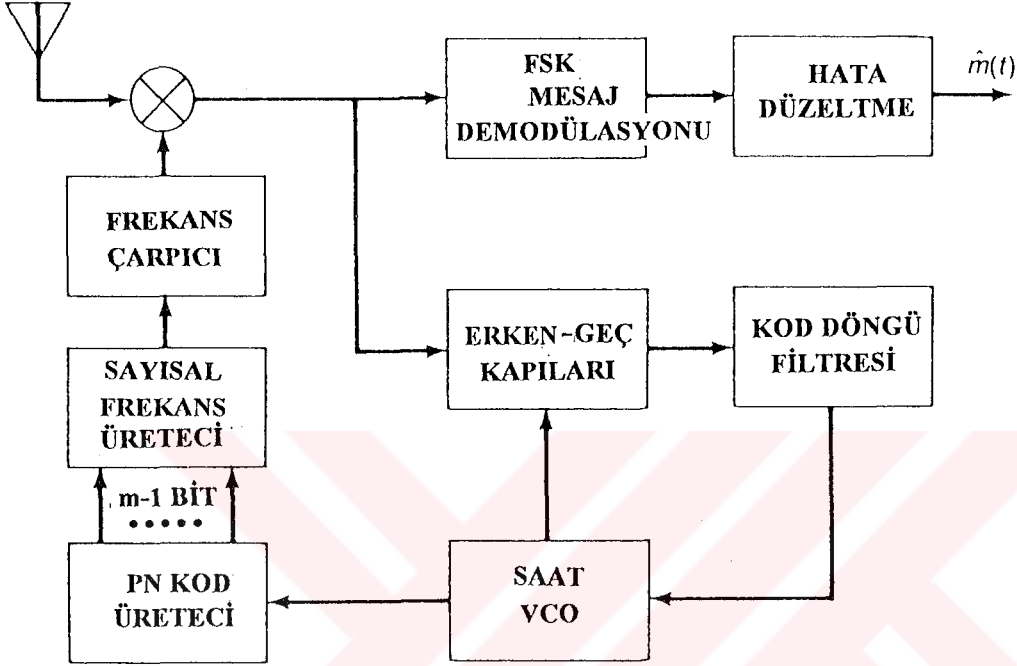 FSK
MESAJ
DEMODÜLASYONU
HATA
DÜZELTME
m̂(t)
FREKANS
ÇARPICI
ERKEN-GEÇ
KAPILARI
KOD DÖNGÜ
FİLTRESİ
SAYISAL
FREKANS
ÜRETECİ
m-1 BİT
.....
PN KOD
ÜRETECİ
SAAT
VCO